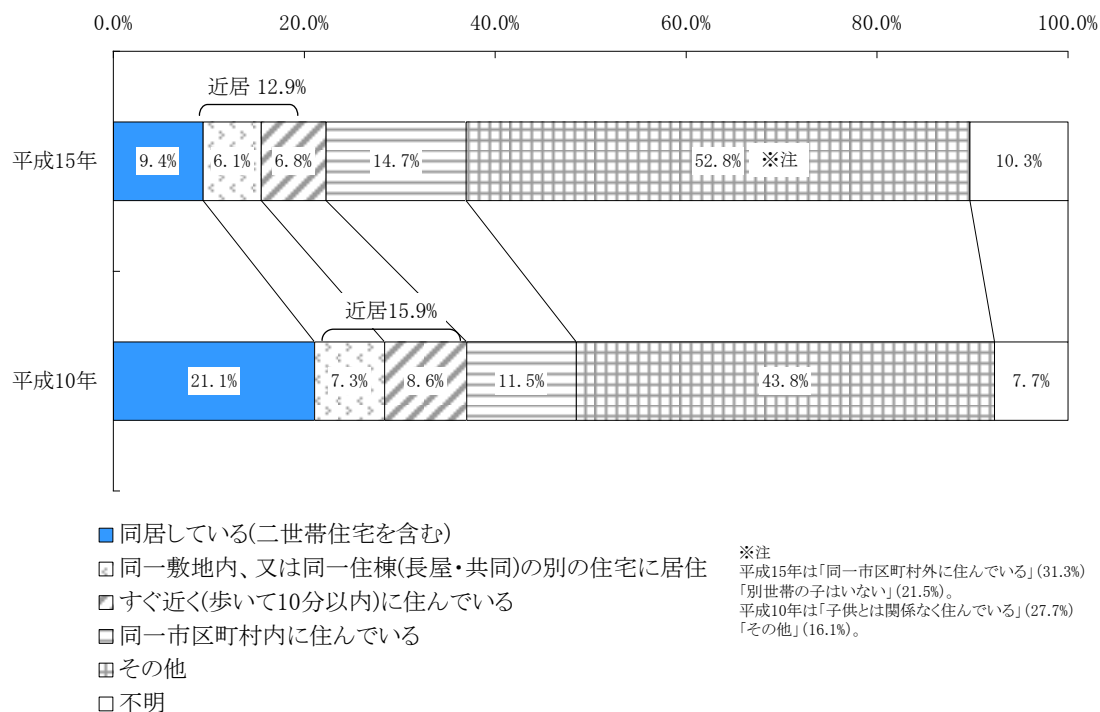 0.0% 20.0% 40.0% 60.0% 80.0% 100.0%
近居 12.9%
平成15年 9.4% 6.1% 6.8% 14.7% 52.8% ※注 10.3%
近居15.9%
平成10年 21.1% 7.3% 8.6% 11.5% 43.8% 7.7%
同居している(二世帯住宅を含む)
同一敷地内、又は同一住棟(長屋・共同)の別の住宅に居住
すぐ近く(歩いて10分以内)に住んでいる
同一市区町村内に住んでいる
その他
不明
※注
平成15年は「同一市区町村外に住んでいる」(31.3%)
「別世帯の子はいない」(21.5%)。
平成10年は「子供とは関係なく住んでいる」(27.7%)
「その他」(16.1%)。